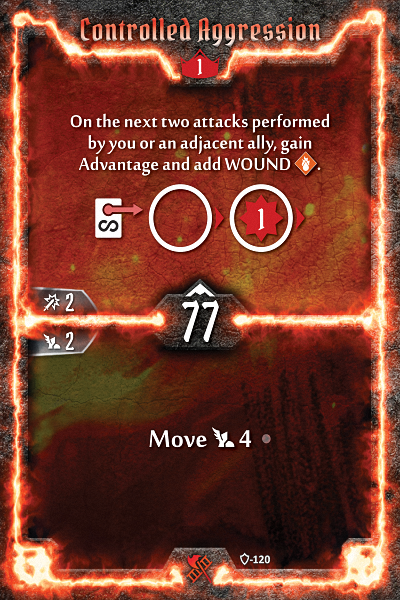 Controlled Aggression
1
On the next two attacks performed
by you or an adjacent ally, gain
Advantage and add WOUND.
1
2
77
2
Move 4
-120